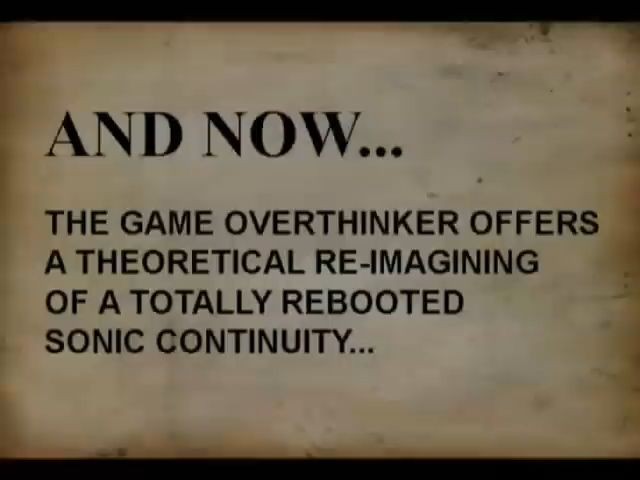 AND NOW...
THE GAME OVERTHINKER OFFERS
A THEORETICAL RE-IMAGINING
OF A TOTALLY REBOOTED
SONIC CONTINUITY...